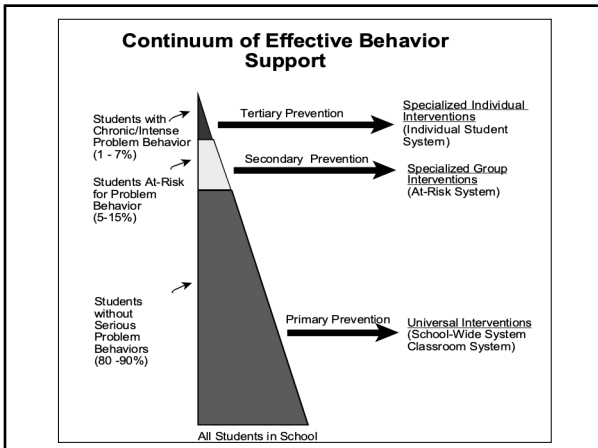 Continuum of Effective Behavior
Support
Students with
Chronic/Intense
Problem Behavior
(1 - 7%)
Tertiary Prevention
Specialized Individual
Interventions
(Individual Student
System)
Students At-Risk
for Problem
Behavior
(5-15%)
Secondary Prevention
Specialized Group
Interventions
(At-Risk System)
Students
without
Serious
Problem
Behaviors
(80 -90%)
Primary Prevention
Universal Interventions
(School-Wide System
Classroom System)
All Students in School